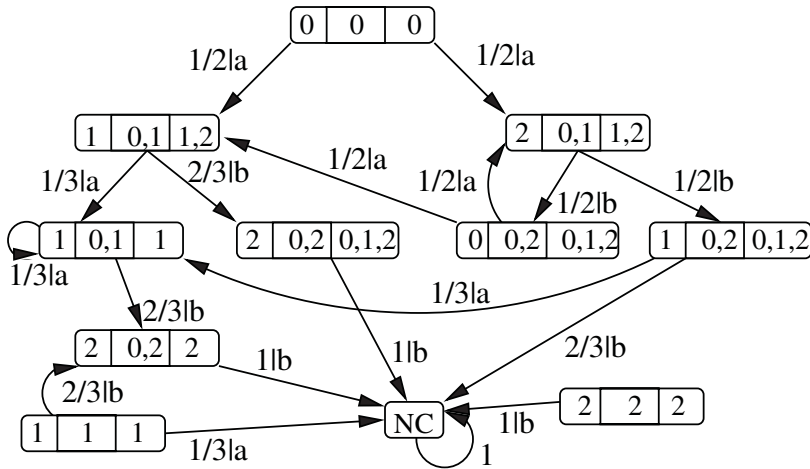 0 0 0
1/2|a 1/2|a
1 0,1 1,2
2 0,1 1,2
1/3|a 2/3|b 1/2|a 1/2|a 1/2|b 1/2|b
1 0,1 1
2 0,2 0,1,2
0 0,2 0,1,2
1 0,2 0,1,2
1/3|a 1/3|a
2/3|b
2 0,2 2
1|b 1|b 2/3|b
2/3|b
NC
2 2 2
1|b
1 1 1
1/3|a
1